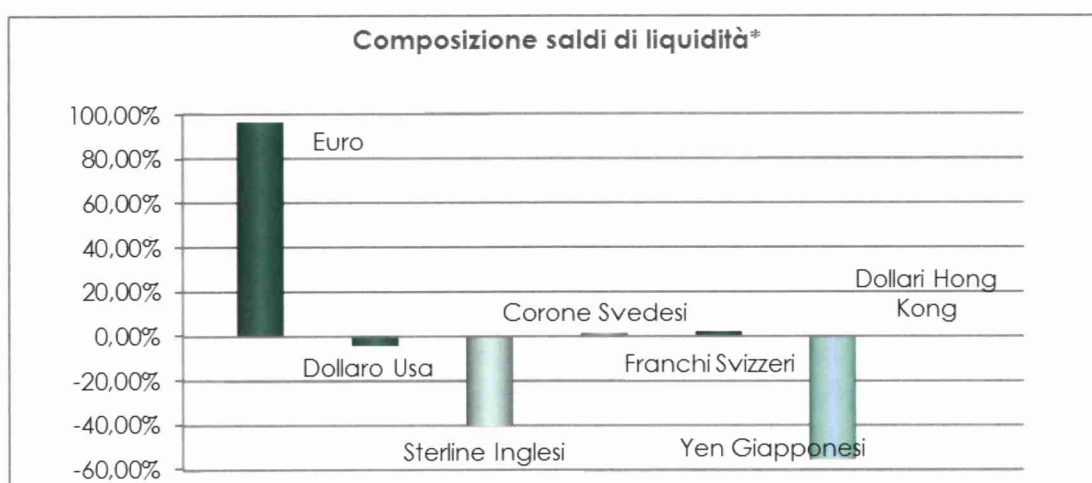 Composizione saldi di liquidità*
100,00%
80,00%
60,00%
40,00%
20,00%
0,00%
-20,00%
-40,00%
-60,00%
Euro
Dollaro Usa
Sterline Inglesi
Corone Svedesi
Franchi Svizzeri
Yen Giapponesi
Dollari Hong
Kong